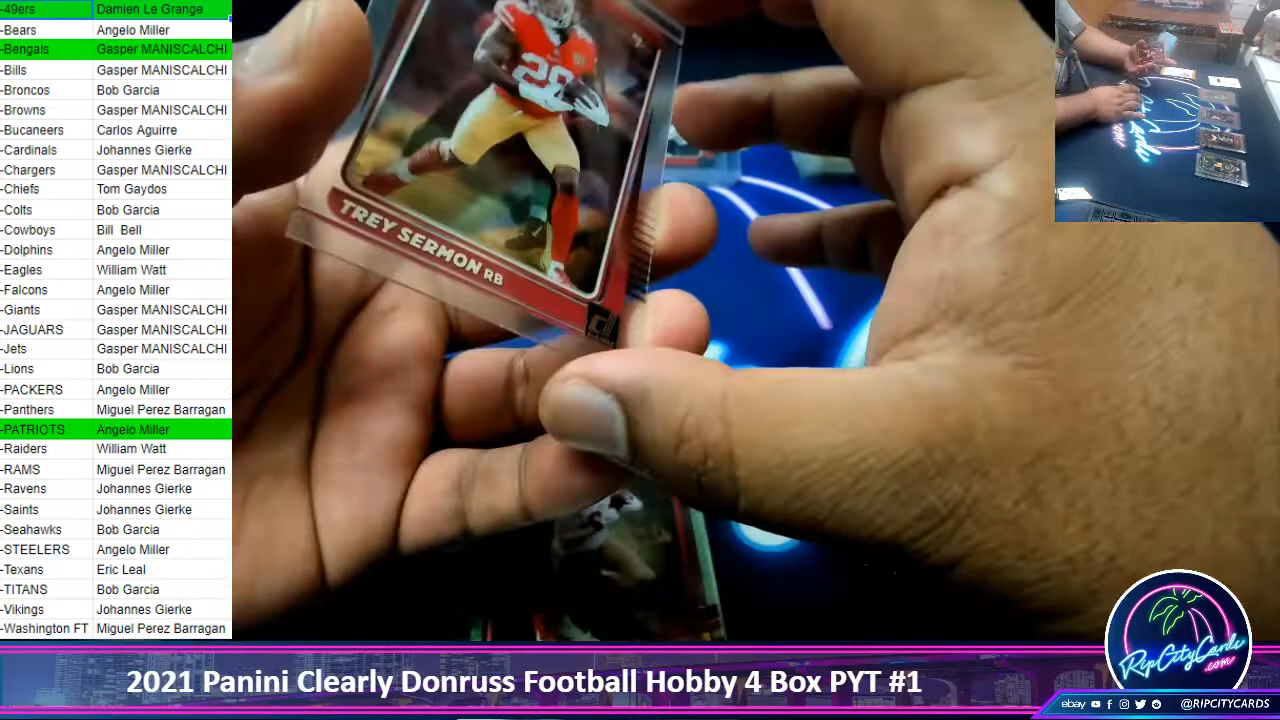 -49ers Damien Le Grange
-Bears Angelo Miller
-Bengals Gasper MANISCALCHI
-Bills Gasper MANISCALCHI
-Broncos Bob Garcia
-Browns Gasper MANISCALCHI
-Bucaneers Carlos Aguirre
-Cardinals Johannes Gierke
-Chargers Gasper MANISCALCHI
-Chiefs Tom Gaydos
-Colts Bob Garcia
-Cowboys Bill Bell
-Dolphins Angelo Miller
-Eagles William Watt
-Falcons Angelo Miller
-Giants Gasper MANISCALCHI
-JAGUARS Gasper MANISCALCHI
-Jets Gasper MANISCALCHI
-Lions Bob Garcia
-PACKERS Angelo Miller
-Panthers Miguel Perez Barragan
-PATRIOTS Angelo Miller
-Raiders William Watt
-RAMS Miguel Perez Barragan
-Ravens Johannes Gierke
-Saints Johannes Gierke
-Seahawks Bob Garcia
-STEELERS Angelo Miller
-Texans Eric Leal
-TITANS Bob Garcia
-Vikings Johannes Gierke
-Washington FT Miguel Perez Barragan
28
TREY SERMON RB
RipCityCards
.com
2021 Panini Clearly Donruss Football Hobby 4 Box PYT #1
ebay @RIPCITYCARDS